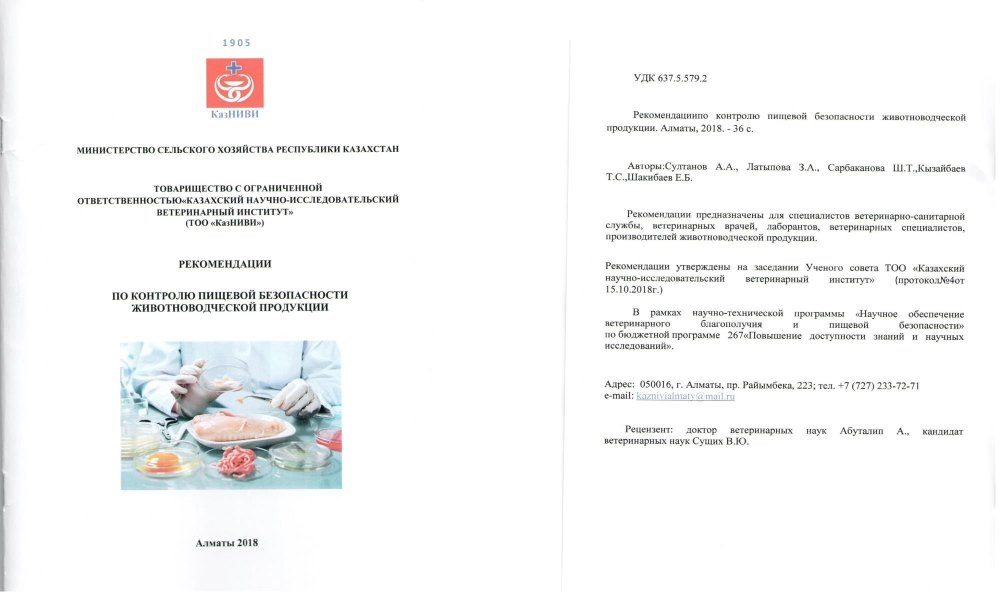 1905
КазНИВИ
МИНИСТЕРСТВО СЕЛЬСКОГО ХОЗЯЙСТВА РЕСПУБЛИКИ КАЗАХСТАН
ТОВАРИЩЕСТВО С ОГРАНИЧЕННОЙ
ОТВЕТСТВЕННОСТЬЮ«КАЗАХСКИЙ НАУЧНО-ИССЛЕДОВАТЕЛЬСКИЙ
ВЕТЕРИНАРНЫЙ ИНСТИТУТ»
(ТОО «КазНИВИ»)
РЕКОМЕНДАЦИИ
ПО КОНТРОЛЮ ПИЩЕВОЙ БЕЗОПАСНОСТИ
ЖИВОТНОВОДЧЕСКОЙ ПРОДУКЦИИ
Алматы 2018
УДК 637.5.579.2
Рекомендациипо контролю пищевой безопасности животноводческой
продукции. Алматы, 2018. - 36 с.
Авторы:Султанов А.А., Латыпова З.А., Сарбаканова Ш.Т.,Кызайбаев
Т.С.,Шакибаев Е.Б.
Рекомендации предназначены для специалистов ветеринарно-санитарной
службы, ветеринарных врачей, лаборантов, ветеринарных специалистов,
производителей животноводческой продукции.
Рекомендации утверждены на заседании Ученого совета ТОО «Казахский
научно-исследовательский ветеринарный институт» (протокол№4от
15.10.2018г.)
В рамках научно-технической программы «Научное обеспечение
ветеринарного благополучия и пищевой безопасности»
по бюджетной программе 267«Повышение доступности знаний и научных
исследований».
Адрес: 050016, г. Алматы, пр. Райымбека, 223; тел. +7 (727) 233-72-71
e-mail: kaznivialmaty@mail.ru
Рецензент: доктор ветеринарных наук Абуталип А., кандидат
ветеринарных наук Сущих В.Ю.